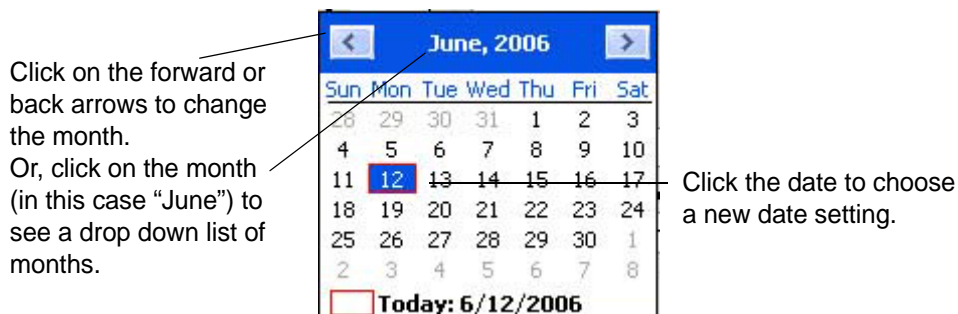 Click on the forward or
back arrows to change
the month.
Or, click on the month
(in this case “June”) to
see a drop down list of
months.
June, 2006
Sun Mon Tue Wed Thu Fri Sat
28 29 30 31 1 2 3
4 5 6 7 8 9 10
11 12 13 14 15 16 17
18 19 20 21 22 23 24
25 26 27 28 29 30 1
2 3 4 5 6 7 8
Today: 6/12/2006
Click the date to choose
a new date setting.